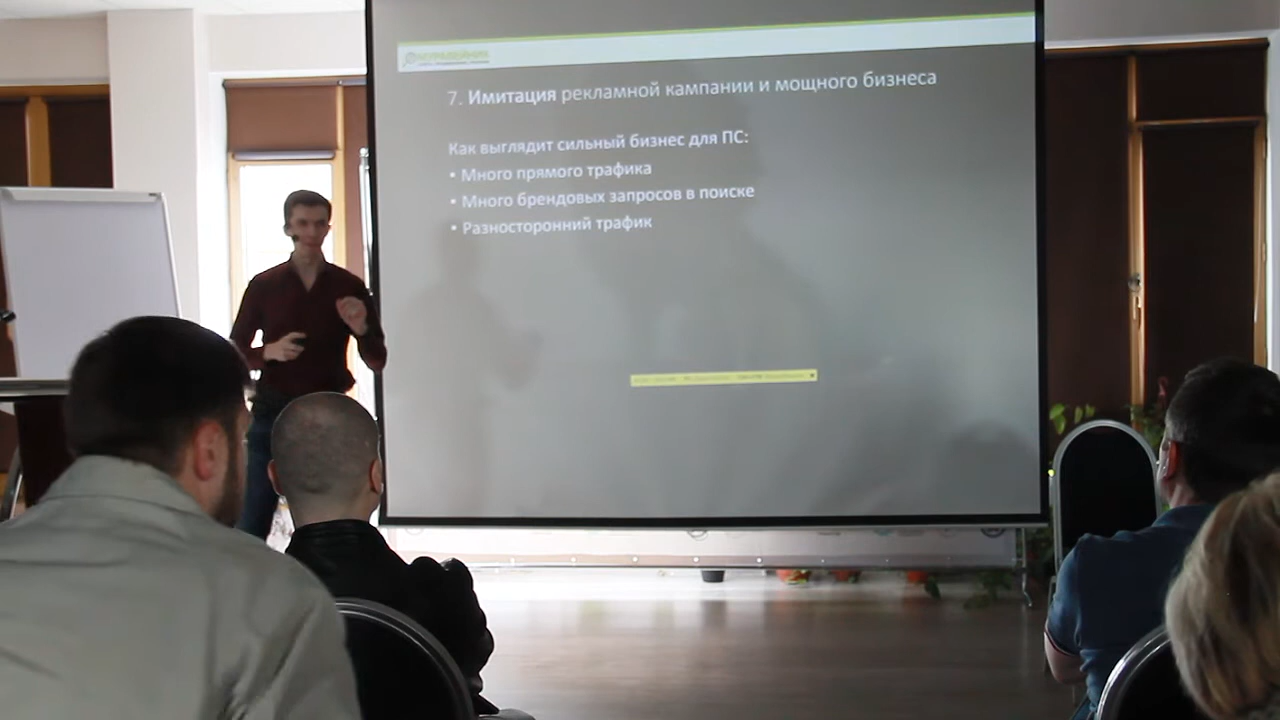 7. Имитация рекламной кампании и мощного бизнеса
Как выглядит сильный бизнес для ПС:
• Много прямого трафика
• Много брендовых запросов в поиске
• Разносторонний трафик